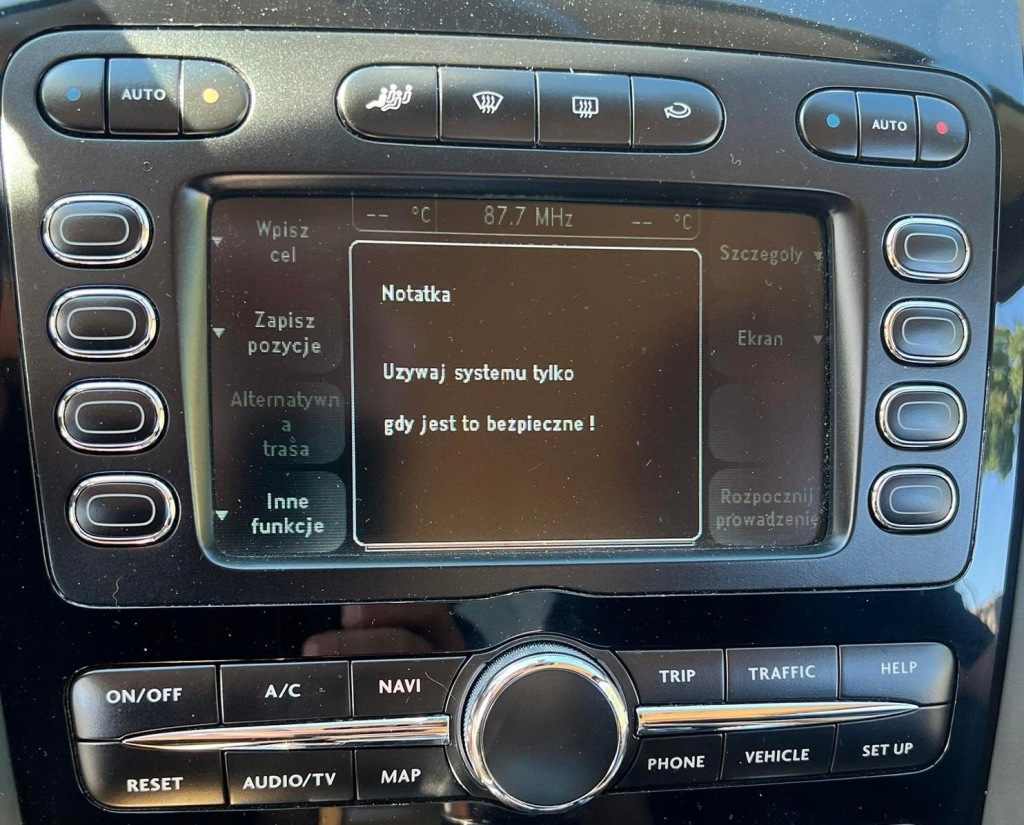 AUTO
AUTO
-- °C 87.7 MHz -- °C
Wpisz
cel
Zapisz
pozycje
Alternatywn
a
trasa
Inne
funkcje
Notatka
Uzywaj systemu tylko
gdy jest to bezpieczne !
Szczegoly
Ekran
Rozpocznij
prowadzenie
ON/OFF
A/C
NAVI
TRIP
TRAFFIC
HELP
RESET
AUDIO/TV
MAP
PHONE
VEHICLE
SET UP